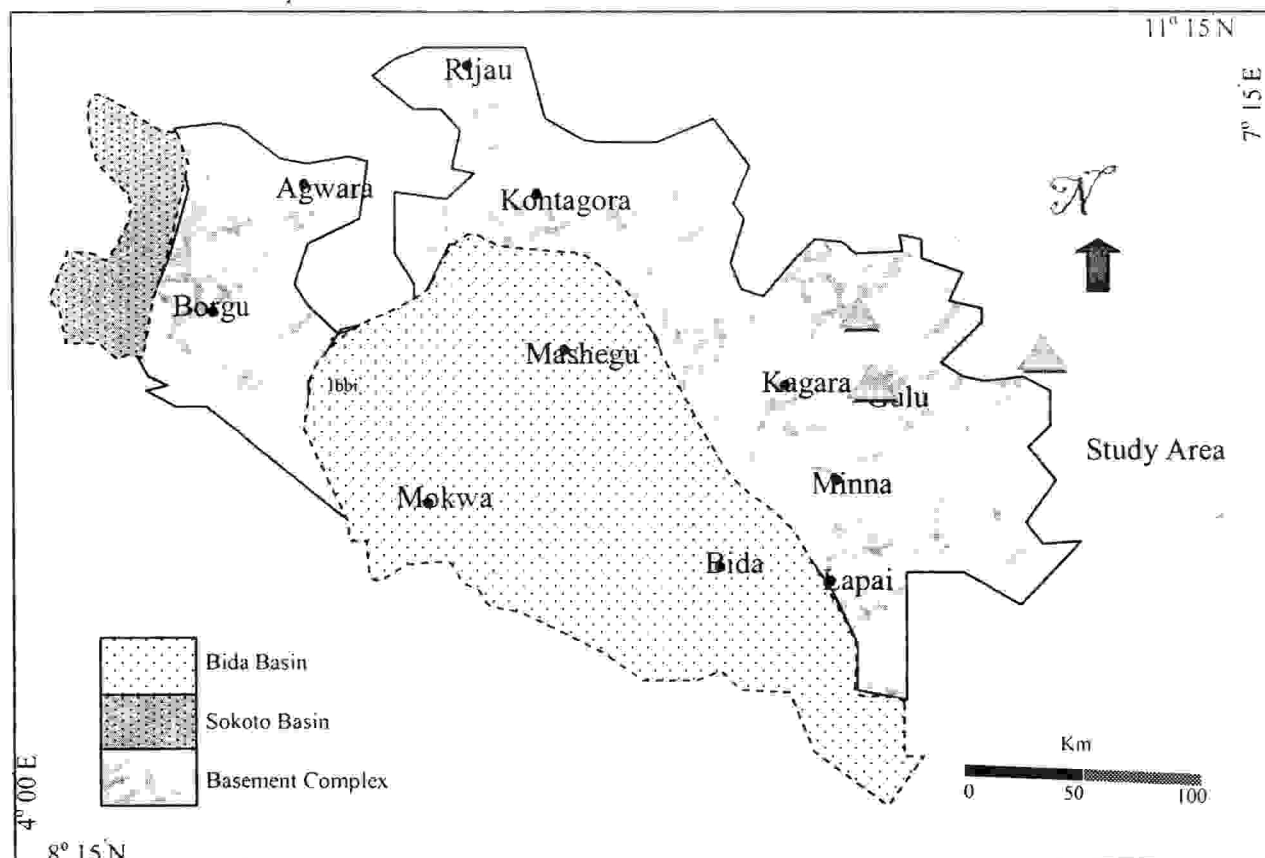 11° 15 N
7° 15 E
Rijau
Agwara
Kontagora
N
Borgu
Mashegu
Ibbi
Kagara
Gulu
Study Area
Minna
Mokwa
Bida
Lapai
Bida Basin
Sokoto Basin
Basement Complex
Km
0 50 100
4° 00 E
8° 15 N